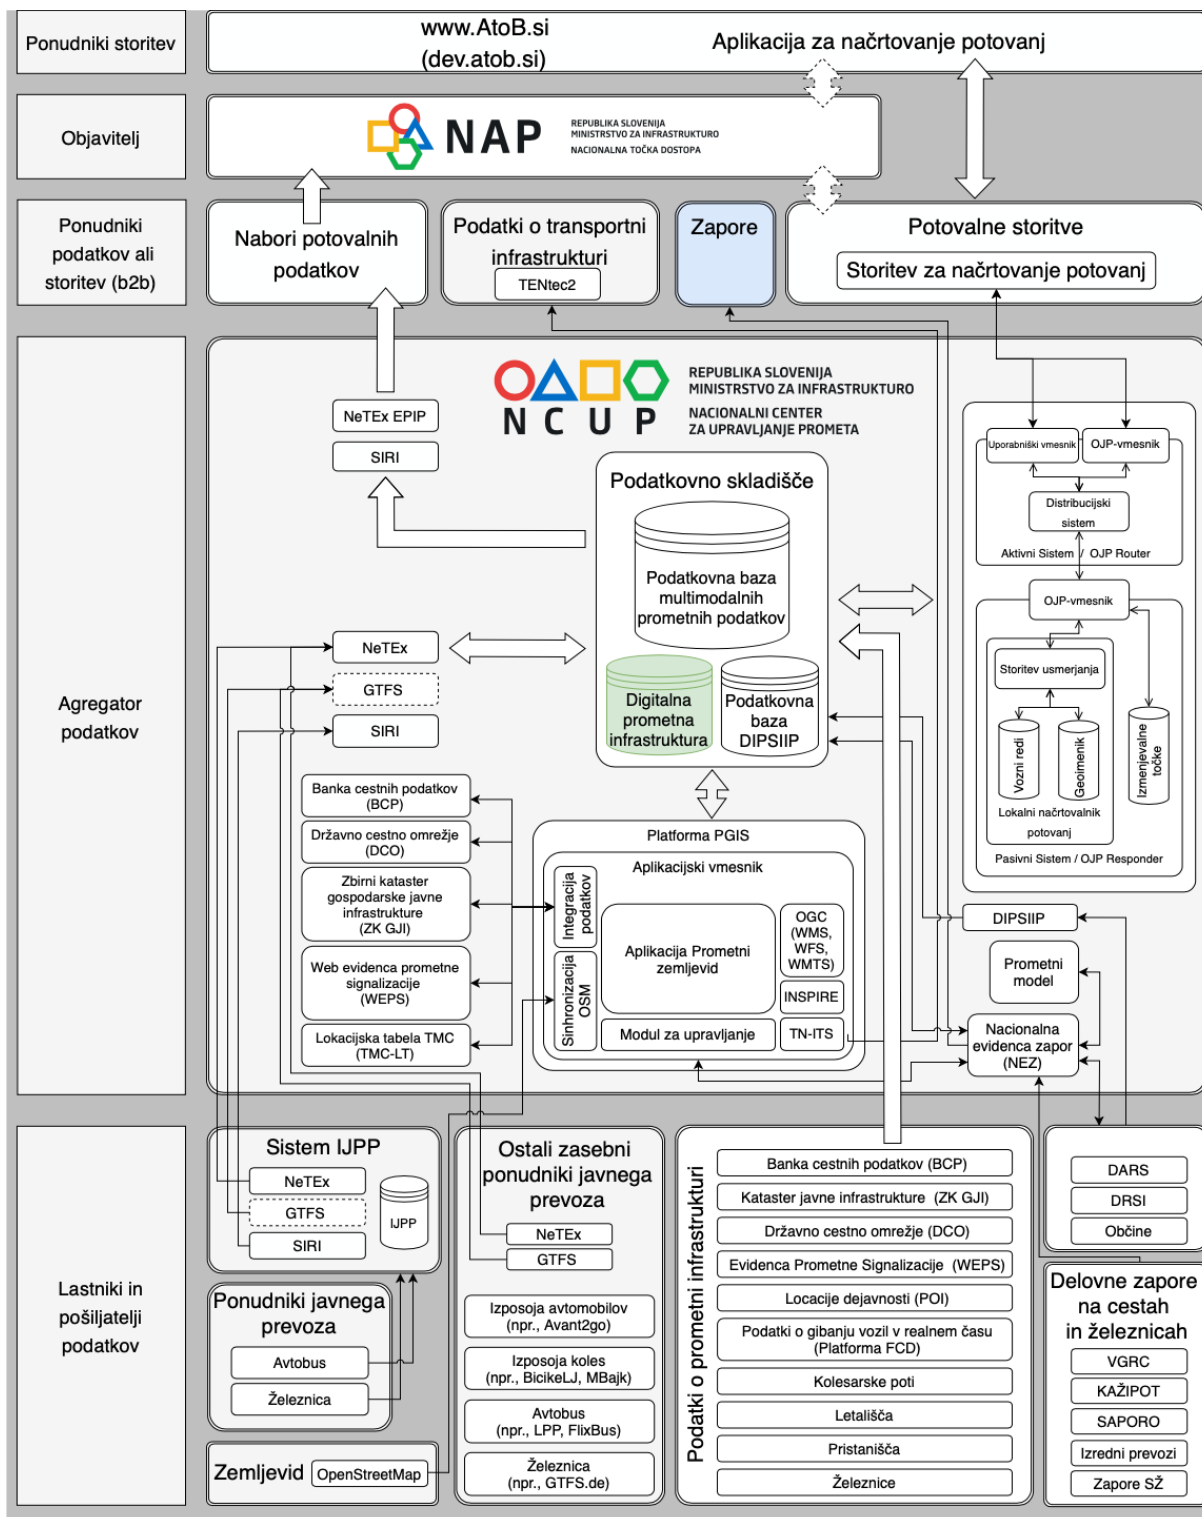 Ponudniki storitev
www.AtoB.si
(dev.atob.si)
Aplikacija za načrtovanje potovanj
Objavitelj
NAP
REPUBLIKA SLOVENIJA
MINISTRSTVO ZA INFRASTRUKTURO
NACIONALNA TOČKA DOSTOPA
Ponudniki
podatkov ali
storitev (b2b)
Nabori potovalnih
podatkov
Podatki o transportni
infrastrukturi
TENtec2
Zapore
Potovalne storitve
Storitev za načrtovanje potovanj
Agregator
podatkov
NCUP
REPUBLIKA SLOVENIJA
MINISTRSTVO ZA INFRASTRUKTURO
NACIONALNI CENTER
ZA UPRAVLJANJE PROMETA
NeTEx EPIP
SIRI
Podatkovno skladišče
Podatkovna baza
multimodalnih
prometnih podatkov
Digitalna
prometna
infrastruktura
Podatkovna
baza
DIPSIIP
Uporabniški vmesnik
OJP-vmesnik
Distribucijski
sistem
Aktivni Sistem / OJP Router
OJP-vmesnik
Storitev usmerjanja
Vozni redi
Geoimenik
Izmenjevalne
točke
Lokalni načrtovalnik
potovanj
Pasivni Sistem / OJP Responder
NeTEx
GTFS
SIRI
Banka cestnih podatkov
(BCP)
Državno cestno omrežje
(DCO)
Zbirni kataster
gospodarske javne
infrastrukture
(ZK GJI)
Web evidenca prometne
signalizacije
(WEPS)
Lokacijska tabela TMC
(TMC-LT)
Platforma PGIS
Aplikacijski vmesnik
Integracija
podatkov
Sinhronizacija
OSM
Aplikacija Prometni
zemljevid
Modul za upravljanje
OGC
(WMS,
WFS,
WMTS)
INSPIRE
TN-ITS
DIPSIIP
Prometni
model
Nacionalna
evidenca zapor
(NEZ)
Lastniki in
pošiljatelji
podatkov
Sistem IJPP
NeTEx
GTFS
SIRI
IJPP
Ponudniki javnega
prevoza
Avtobus
Železnica
Zemljevid
OpenStreetMap
Ostali zasebni
ponudniki javnega
prevoza
NeTEx
GTFS
Izposoja avtomobilov
(npr., Avant2go)
Izposoja koles
(npr., BicikeLJ, MBajk)
Avtobus
(npr., LPP, FlixBus)
Železnica
(npr., GTFS.de)
Podatki o prometni infrastrukturi
Banka cestnih podatkov (BCP)
Kataster javne infrastrukture (ZK GJI)
Državno cestno omrežje (DCO)
Evidenca Prometne Signalizacije (WEPS)
Locacije dejavnosti (POI)
Podatki o gibanju vozil v realnem času
(Platforma FCD)
Kolesarske poti
Letališča
Pristanišča
Železnice
DARS
DRSI
Občine
Delovne zapore
na cestah
in železnicah
VGRC
KAŽIPOT
SAPORO
Izredni prevozi
Zapore SŽ